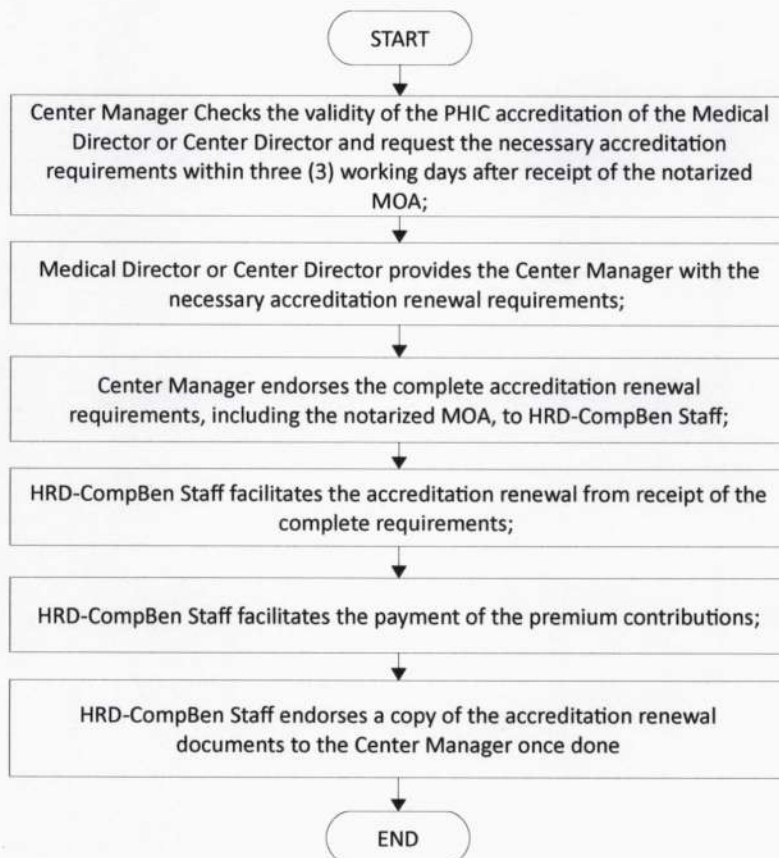 START
Center Manager Checks the validity of the PHIC accreditation of the Medical
Director or Center Director and request the necessary accreditation
requirements within three (3) working days after receipt of the notarized
MOA;
Medical Director or Center Director provides the Center Manager with the
necessary accreditation renewal requirements;
Center Manager endorses the complete accreditation renewal
requirements, including the notarized MOA, to HRD-CompBen Staff;
HRD-CompBen Staff facilitates the accreditation renewal from receipt of the
complete requirements;
HRD-CompBen Staff facilitates the payment of the premium contributions;
HRD-CompBen Staff endorses a copy of the accreditation renewal
documents to the Center Manager once done
END